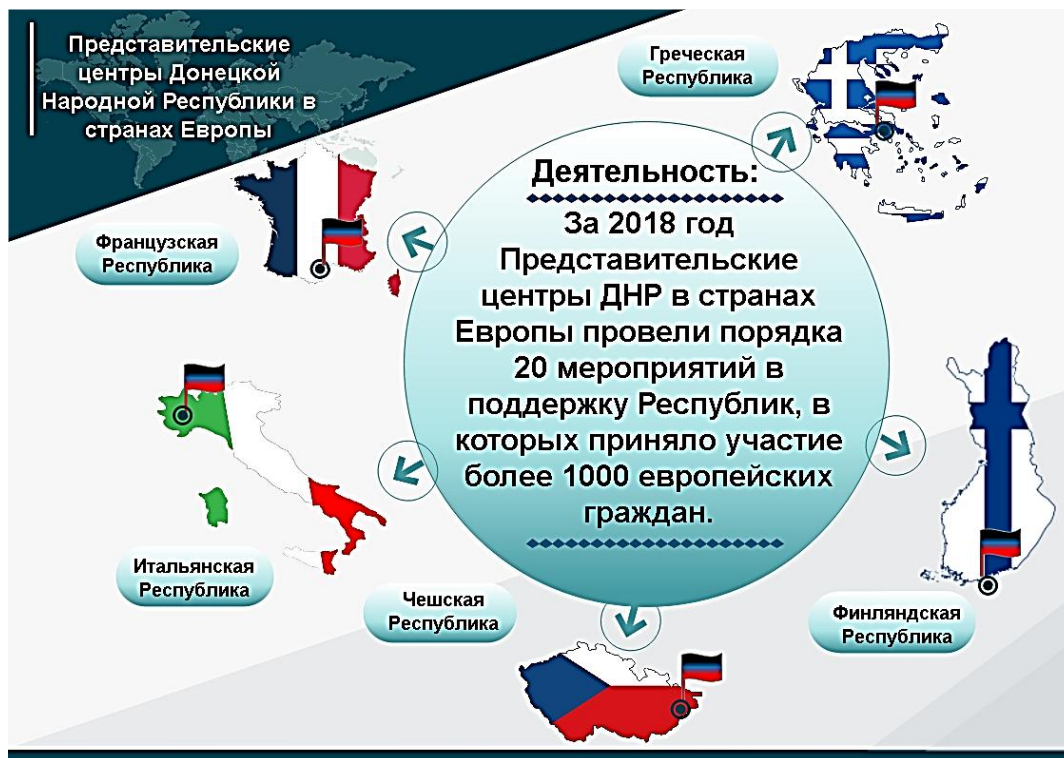 Представительские
центры Донецкой
Народной Республики в
странах Европы
Греческая
Республика
Французская
Республика
Деятельность:
За 2018 год
Представительские
центры ДНР в странах
Европы провели порядка
20 мероприятий в
поддержку Республик, в
которых приняло участие
более 1000 европейских
граждан.
Итальянская
Республика
Чешская
Республика
Финляндская
Республика